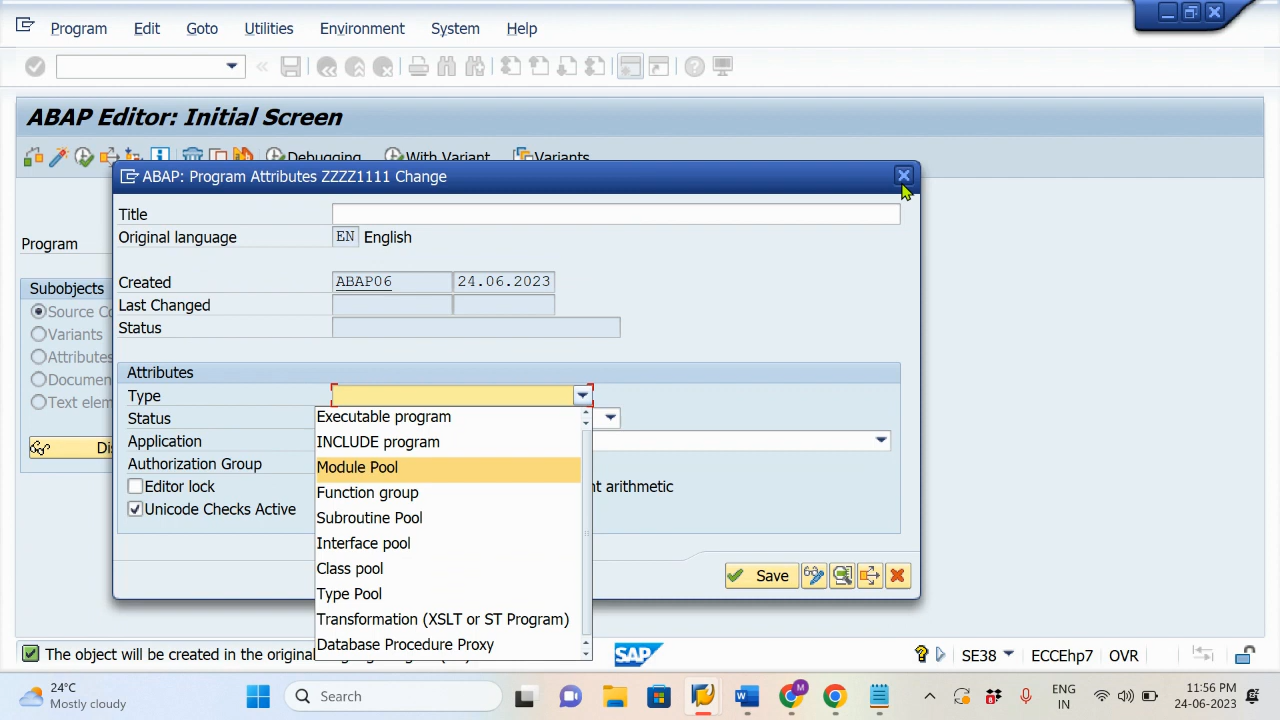 Program Edit Goto Utilities Environment System Help
ABAP Editor: Initial Screen
Debugging With Variant Variants
ABAP: Program Attributes ZZZZ1111 Change
Title
Original language EN English
Program
Created ABAP06 24.06.2023
Subobjects
Last Changed
Source Co
Status
Variants
Attributes
Attributes
Documen
Type
Text elem
Executable program
Status
INCLUDE program
Application
Di
Module Pool
Authorization Group
Editor lock
Function group
nt arithmetic
Unicode Checks Active
Subroutine Pool
Interface pool
Class pool
Save
Type Pool
Transformation (XSLT or ST Program)
Database Procedure Proxy
The object will be created in the origina
SAP
SE38 ECCEhp7 OVR
24°C
Mostly cloudy
Search
M
8
ENG
IN
11:56 PM
24-06-2023